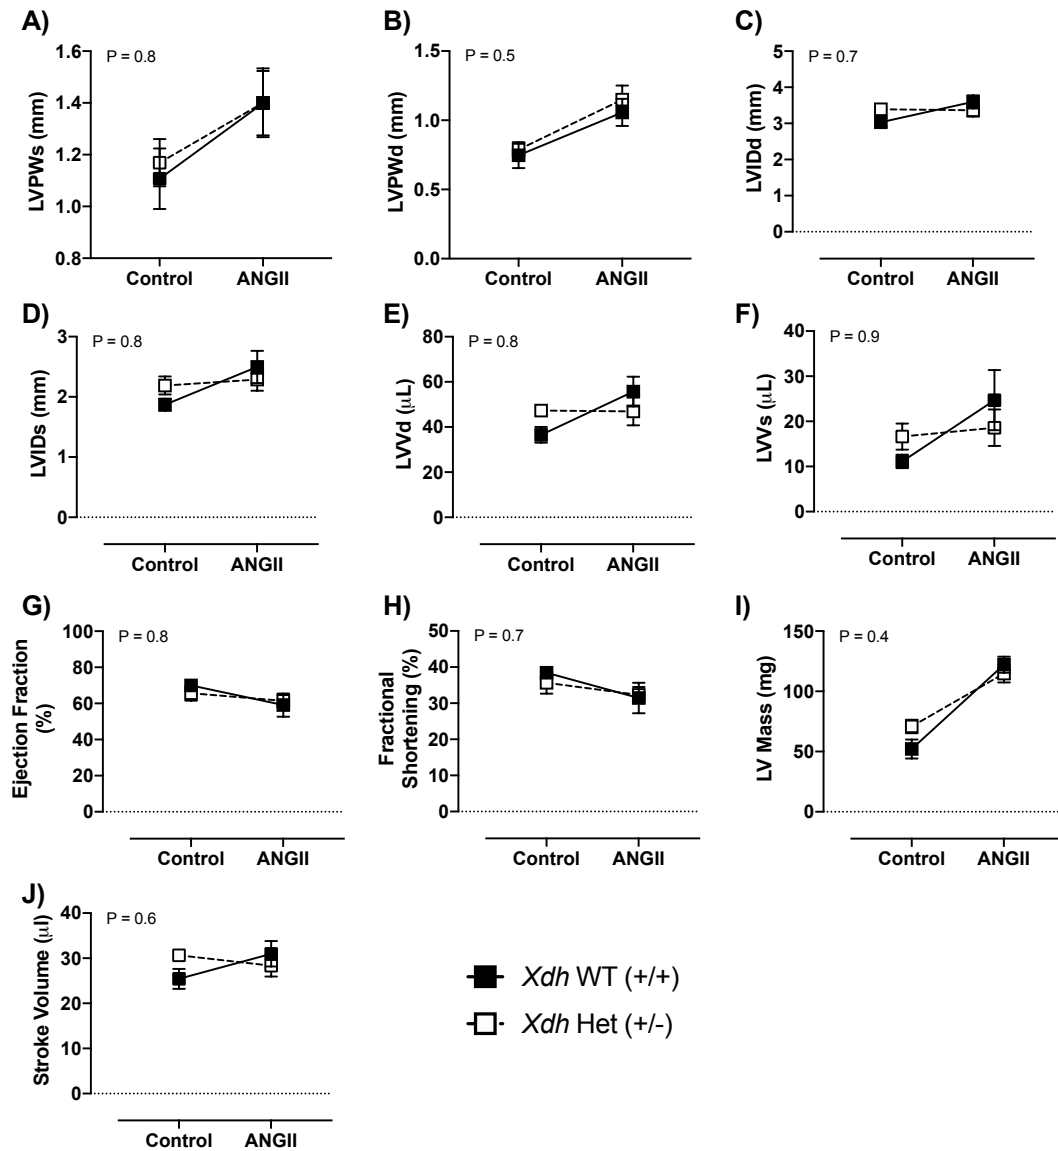 A)
P = 0.8
LVPWs (mm)
1.6
1.4
1.2
1.0
0.8
Control ANGII
B)
P = 0.5
LVPWd (mm)
1.5
1.0
0.5
0.0
Control ANGII
C)
P = 0.7
LVIDd (mm)
5
4
3
2
1
0
Control ANGII
D)
P = 0.8
LVIDs (mm)
3
2
1
0
Control ANGII
E)
P = 0.8
LVVd (μL)
80
60
40
20
0
Control ANGII
F)
P = 0.9
LVVs (μL)
40
30
20
10
0
Control ANGII
G)
P = 0.8
Ejection Fraction
(%)
100
80
60
40
20
0
Control ANGII
H)
P = 0.7
Fractional
Shortening (%)
50
40
30
20
10
0
Control ANGII
I)
P = 0.4
LV Mass (mg)
150
100
50
0
Control ANGII
J)
P = 0.6
Stroke Volume (μl)
40
30
20
10
0
Control ANGII
Xdh WT (+/+)
Xdh Het (+/-)